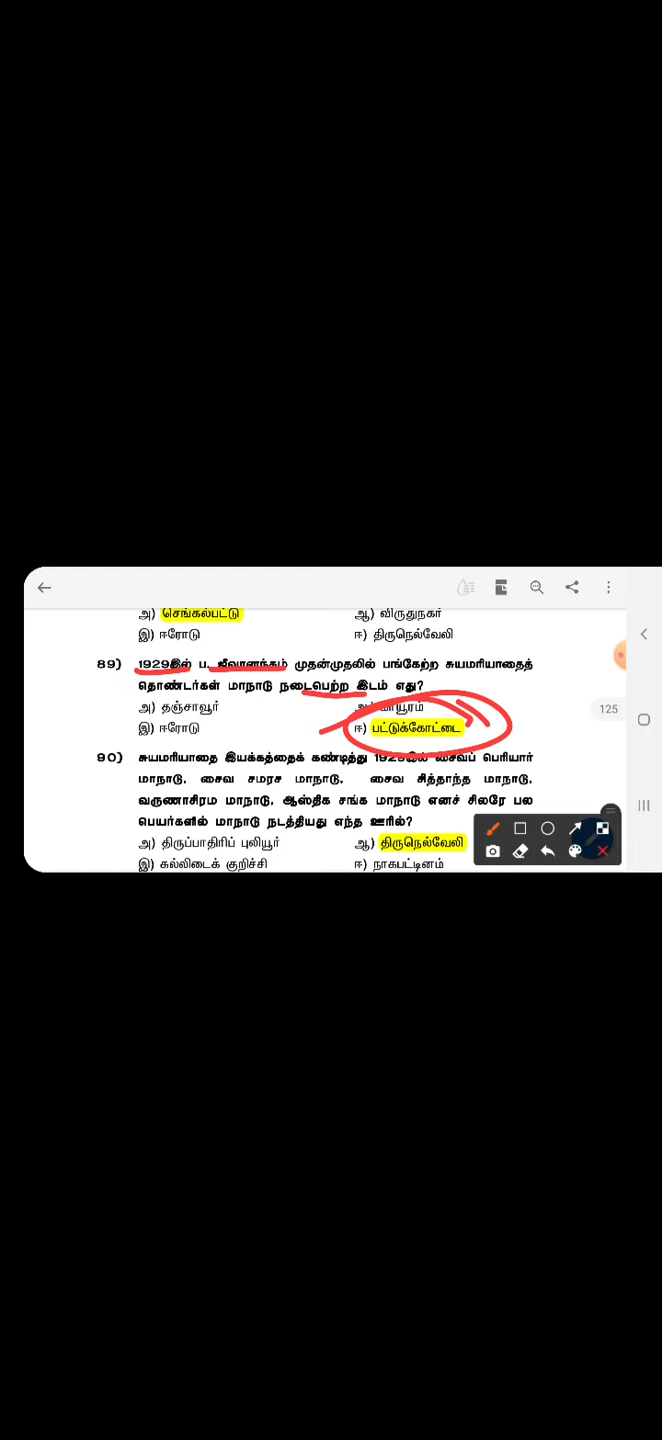 அ) செங்கல்பட்டு ஆ) விருதுநகர்
இ) ஈரோடு ஈ) திருநெல்வேலி
89) 1929இல் ப. ஜீவானந்தம் முதன்முதலில் பங்கேற்ற சுயமரியாதைத்
தொண்டர்கள் மாநாடு நடைபெற்ற இடம் எது?
அ) தஞ்சாவூர்
இ) ஈரோடு ஈ) பட்டுக்கோட்டை
125
90) சுயமரியாதை இயக்கத்தைக் கண்டித்து சைவப் பெரியார்
மாநாடு, சைவ சமரச மாநாடு, சைவ சித்தாந்த மாநாடு,
வருணாசிரம மாநாடு, ஆஸ்திக சங்க மாநாடு எனச் சிலரே பல
பெயர்களில் மாநாடு நடத்தியது எந்த ஊரில்?
அ) திருப்பாதிரிப் புலியூர் ஆ) திருநெல்வேலி
இ) கல்லிடைக் குறிச்சி ஈ) நாகபட்டினம்